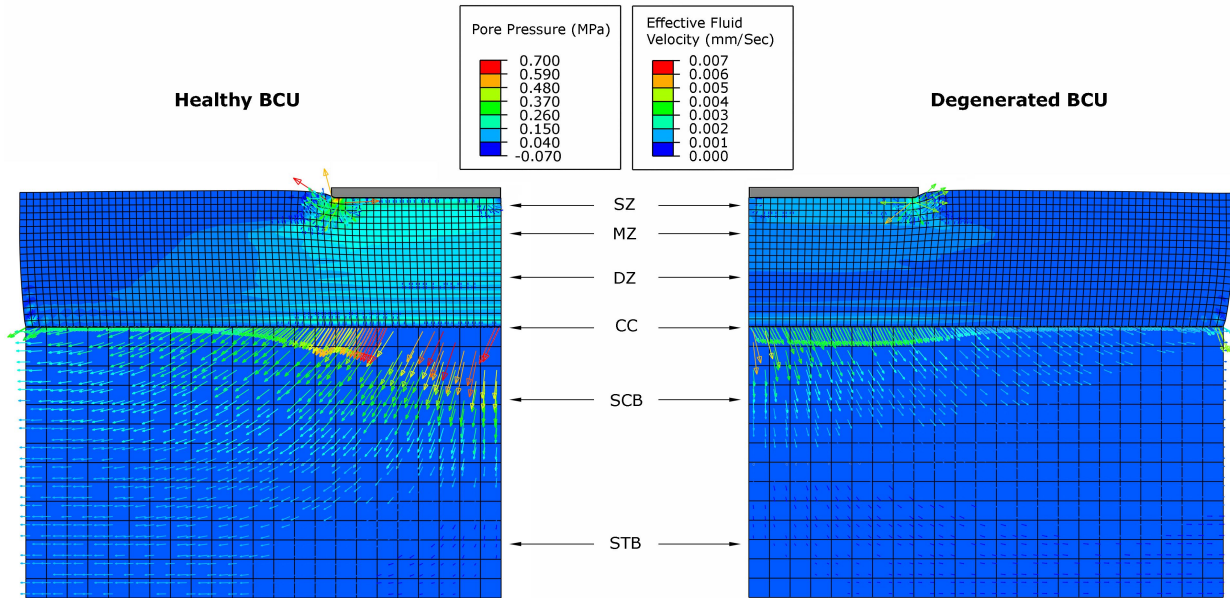 Pore Pressure (MPa)
0.700
0.590
0.480
0.370
0.260
0.150
0.040
-0.070
Effective Fluid
Velocity (mm/Sec)
0.007
0.006
0.005
0.004
0.003
0.002
0.001
0.000
Healthy BCU
Degenerated BCU
SZ
MZ
DZ
CC
SCB
STB